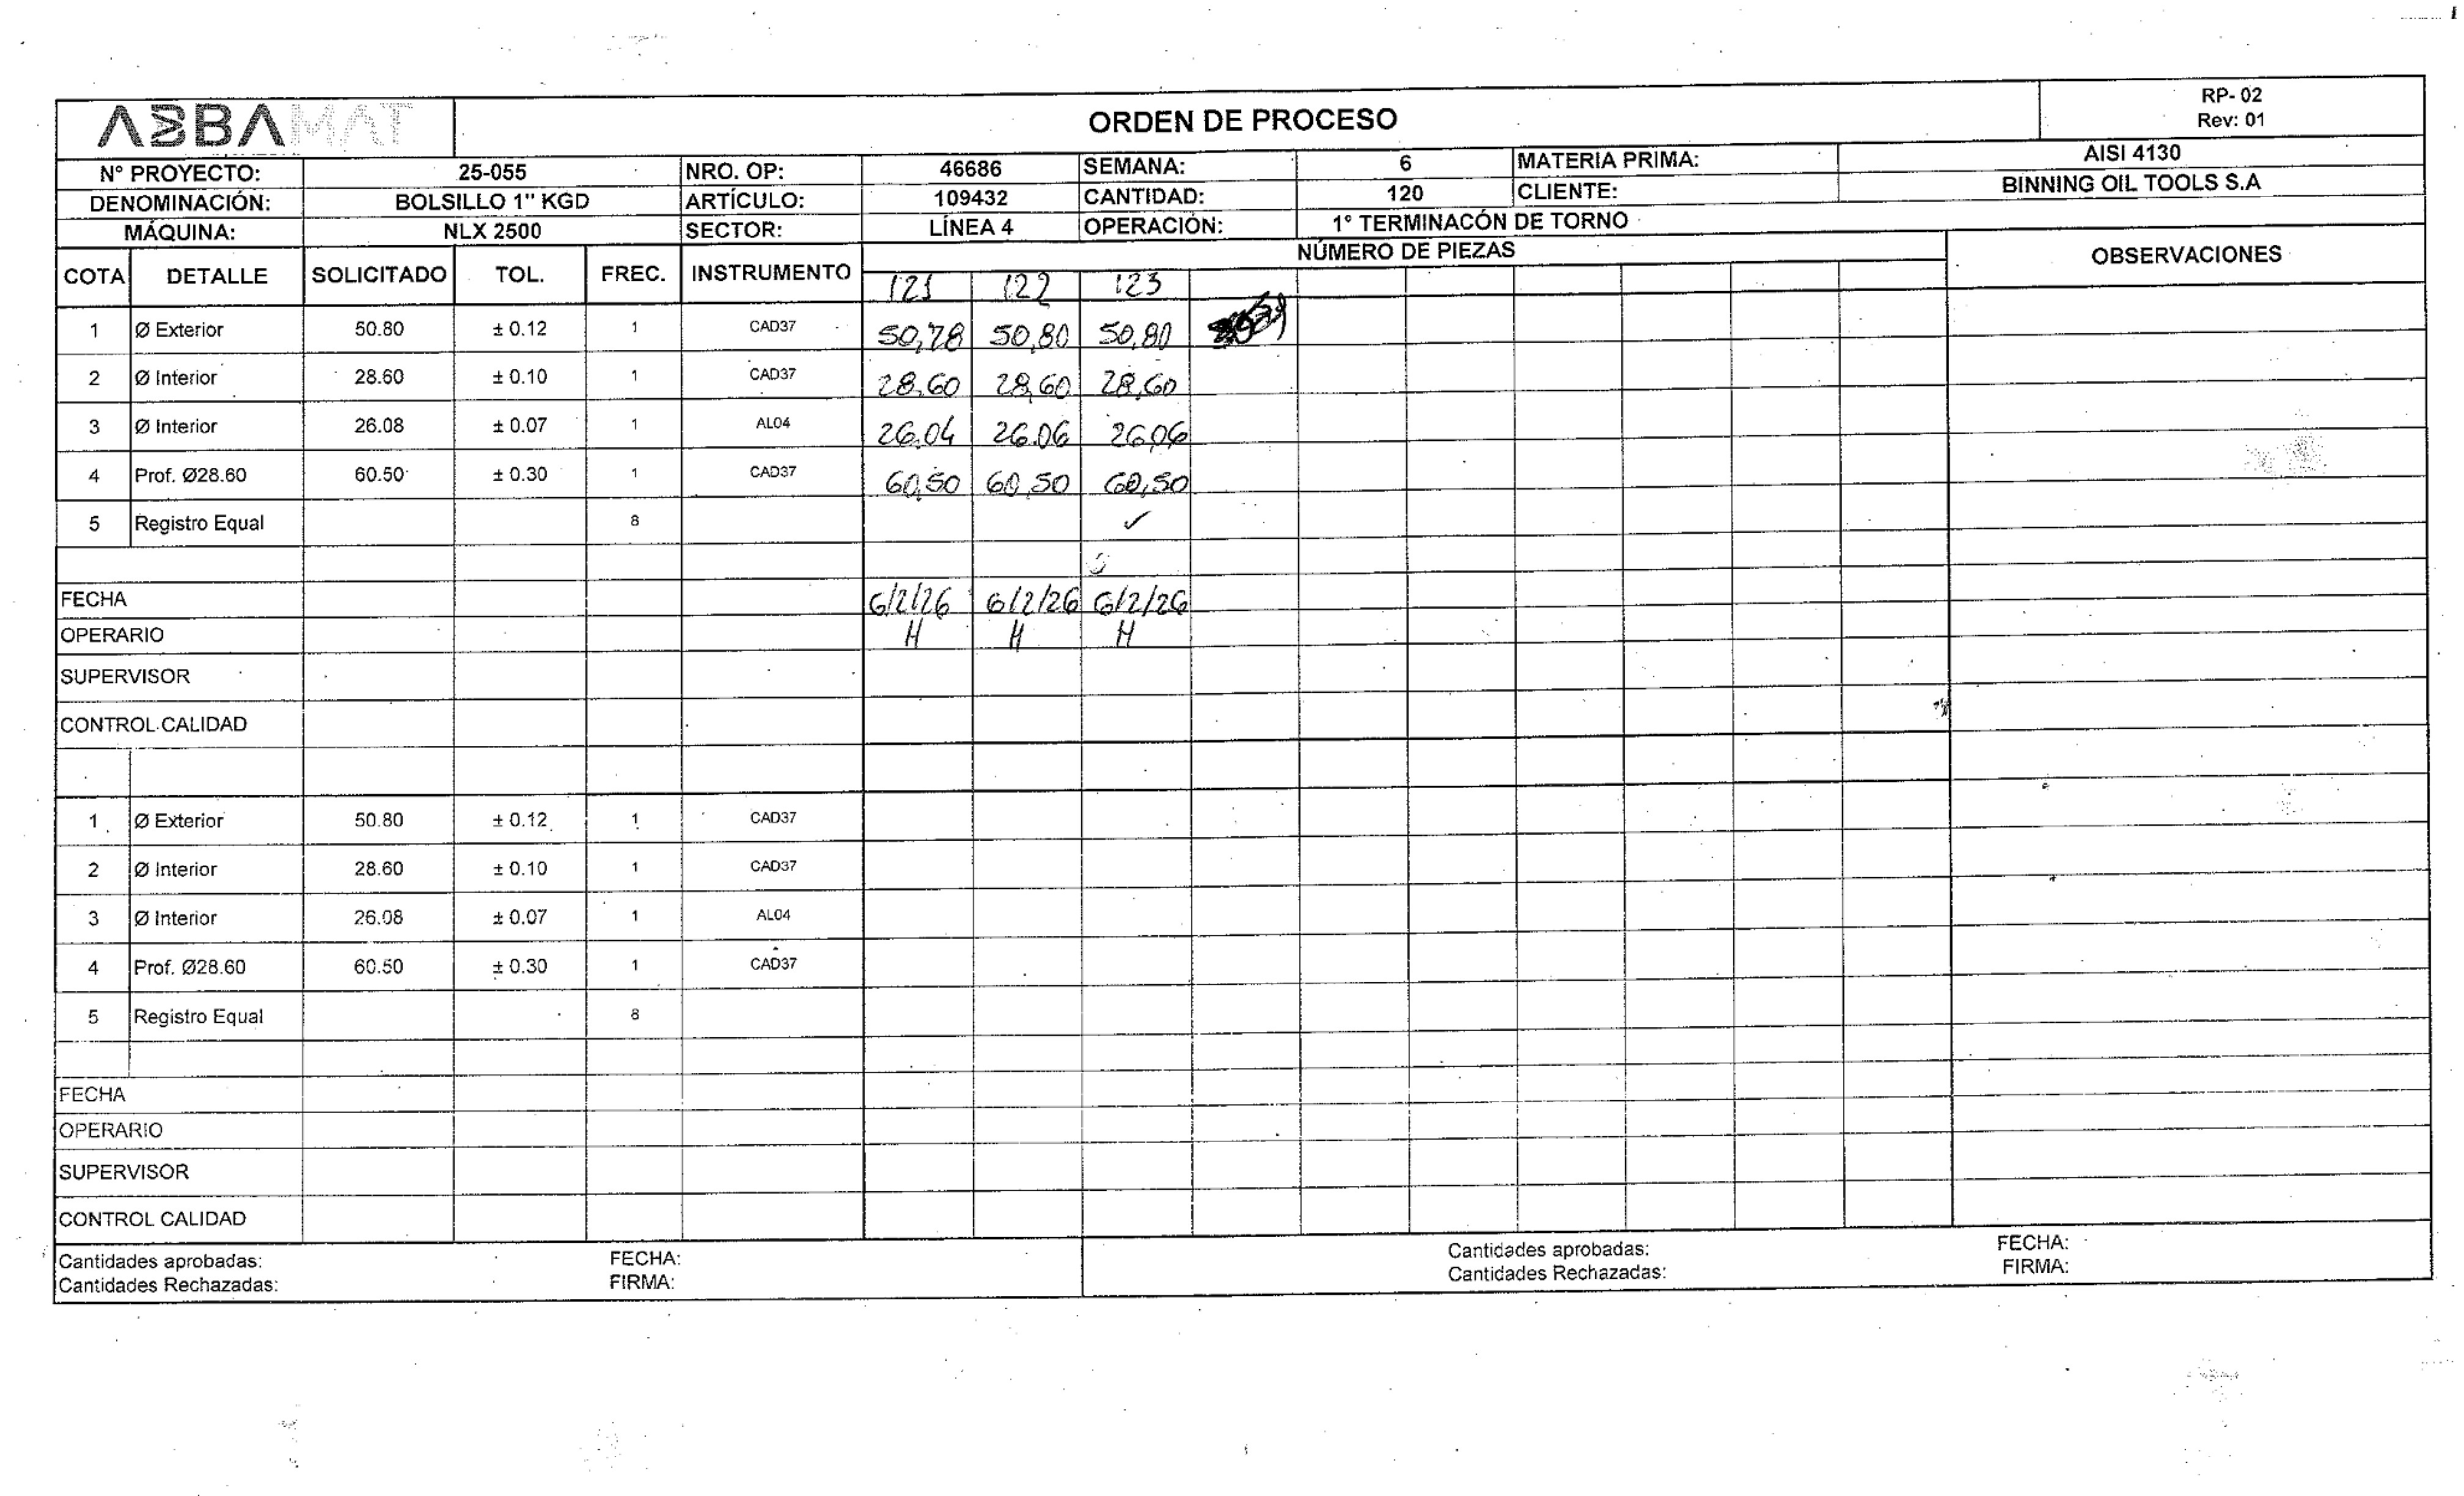 ABBAMAT
ORDEN DE PROCESO
RP- 02
Rev: 01
N° PROYECTO: 25-055 NRO. OP: 46686 SEMANA: 6 MATERIA PRIMA: AISI 4130
DENOMINACIÓN: BOLSILLO 1" KGD ARTÍCULO: 109432 CANTIDAD: 120 CLIENTE: BINNING OIL TOOLS S.A
MÁQUINA: NLX 2500 SECTOR: LÍNEA 4 OPERACIÓN: 1° TERMINACÓN DE TORNO
COTA DETALLE SOLICITADO TOL. FREC. INSTRUMENTO NÚMERO DE PIEZAS OBSERVACIONES
121 122 123
1 Ø Exterior 50.80 ± 0.12 1 CAD37 50,78 50,80 50,80
2 Ø Interior 28.60 ± 0.10 1 CAD37 28.60 28,60 28,60
3 Ø Interior 26.08 ± 0.07 1 AL04 26.04 26.06 26,06
4 Prof. Ø28.60 60.50 ± 0.30 1 CAD37 60,50 60,50 60,50
5 Registro Equal 8 ✓
FECHA 6/2/26 6/2/26 6/2/26
OPERARIO H H H
SUPERVISOR
CONTROL CALIDAD
1 Ø Exterior 50.80 ± 0.12 1 CAD37
2 Ø Interior 28.60 ± 0.10 1 CAD37
3 Ø Interior 26.08 ± 0.07 1 AL04
4 Prof. Ø28.60 60.50 ± 0.30 1 CAD37
5 Registro Equal 8
FECHA
OPERARIO
SUPERVISOR
CONTROL CALIDAD
Cantidades aprobadas: FECHA: Cantidades aprobadas: FECHA:
Cantidades Rechazadas: FIRMA: Cantidades Rechazadas: FIRMA: